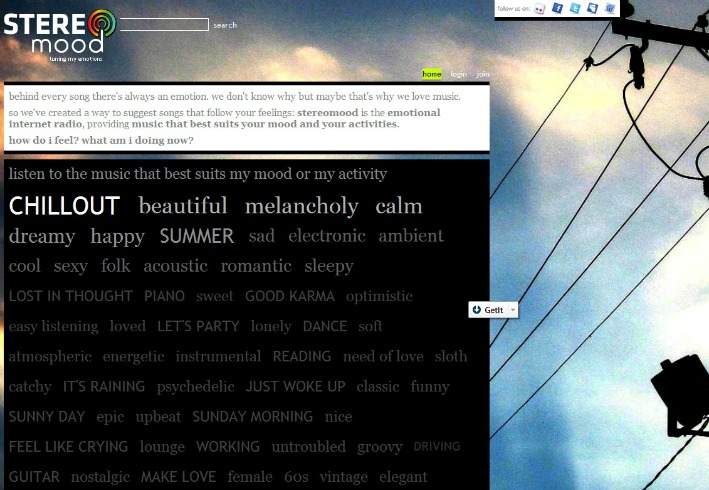 STEREO
mood
tuning my emotions
search
follow us on:
home login join
behind every song there's always an emotion. we don't know why but maybe that's why we love music.
so we've created a way to suggest songs that follow your feelings: stereomood is the emotional
internet radio, providing music that best suits your mood and your activities.
how do i feel? what am i doing now?
listen to the music that best suits my mood or my activity
CHILLOUT beautiful melancholy calm
dreamy happy SUMMER sad electronic ambient
cool sexy folk acoustic romantic sleepy
LOST IN THOUGHT PIANO sweet GOOD KARMA optimistic
GetIt
easy listening loved LET'S PARTY lonely DANCE soft
atmospheric energetic instrumental READING need of love sloth
catchy IT'S RAINING psychedelic JUST WOKE UP classic funny
SUNNY DAY epic upbeat SUNDAY MORNING nice
FEEL LIKE CRYING lounge WORKING untroubled groovy DRIVING
GUITAR nostalgic MAKE LOVE female 60s vintage elegant